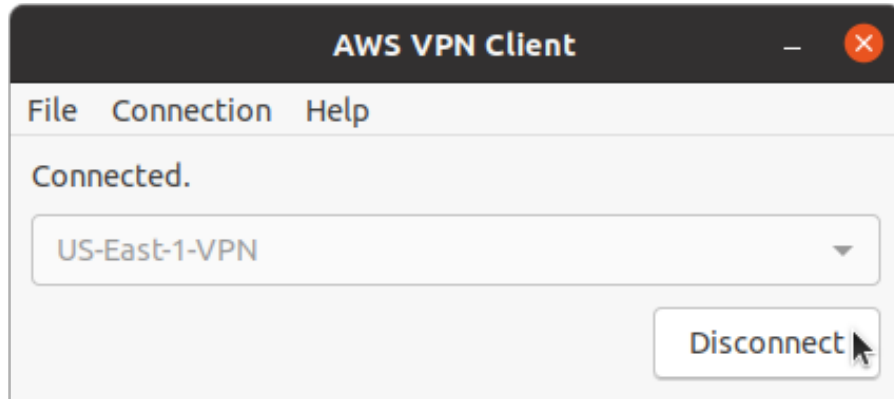 AWS VPN Client
File Connection Help
Connected.
US-East-1-VPN
Disconnect